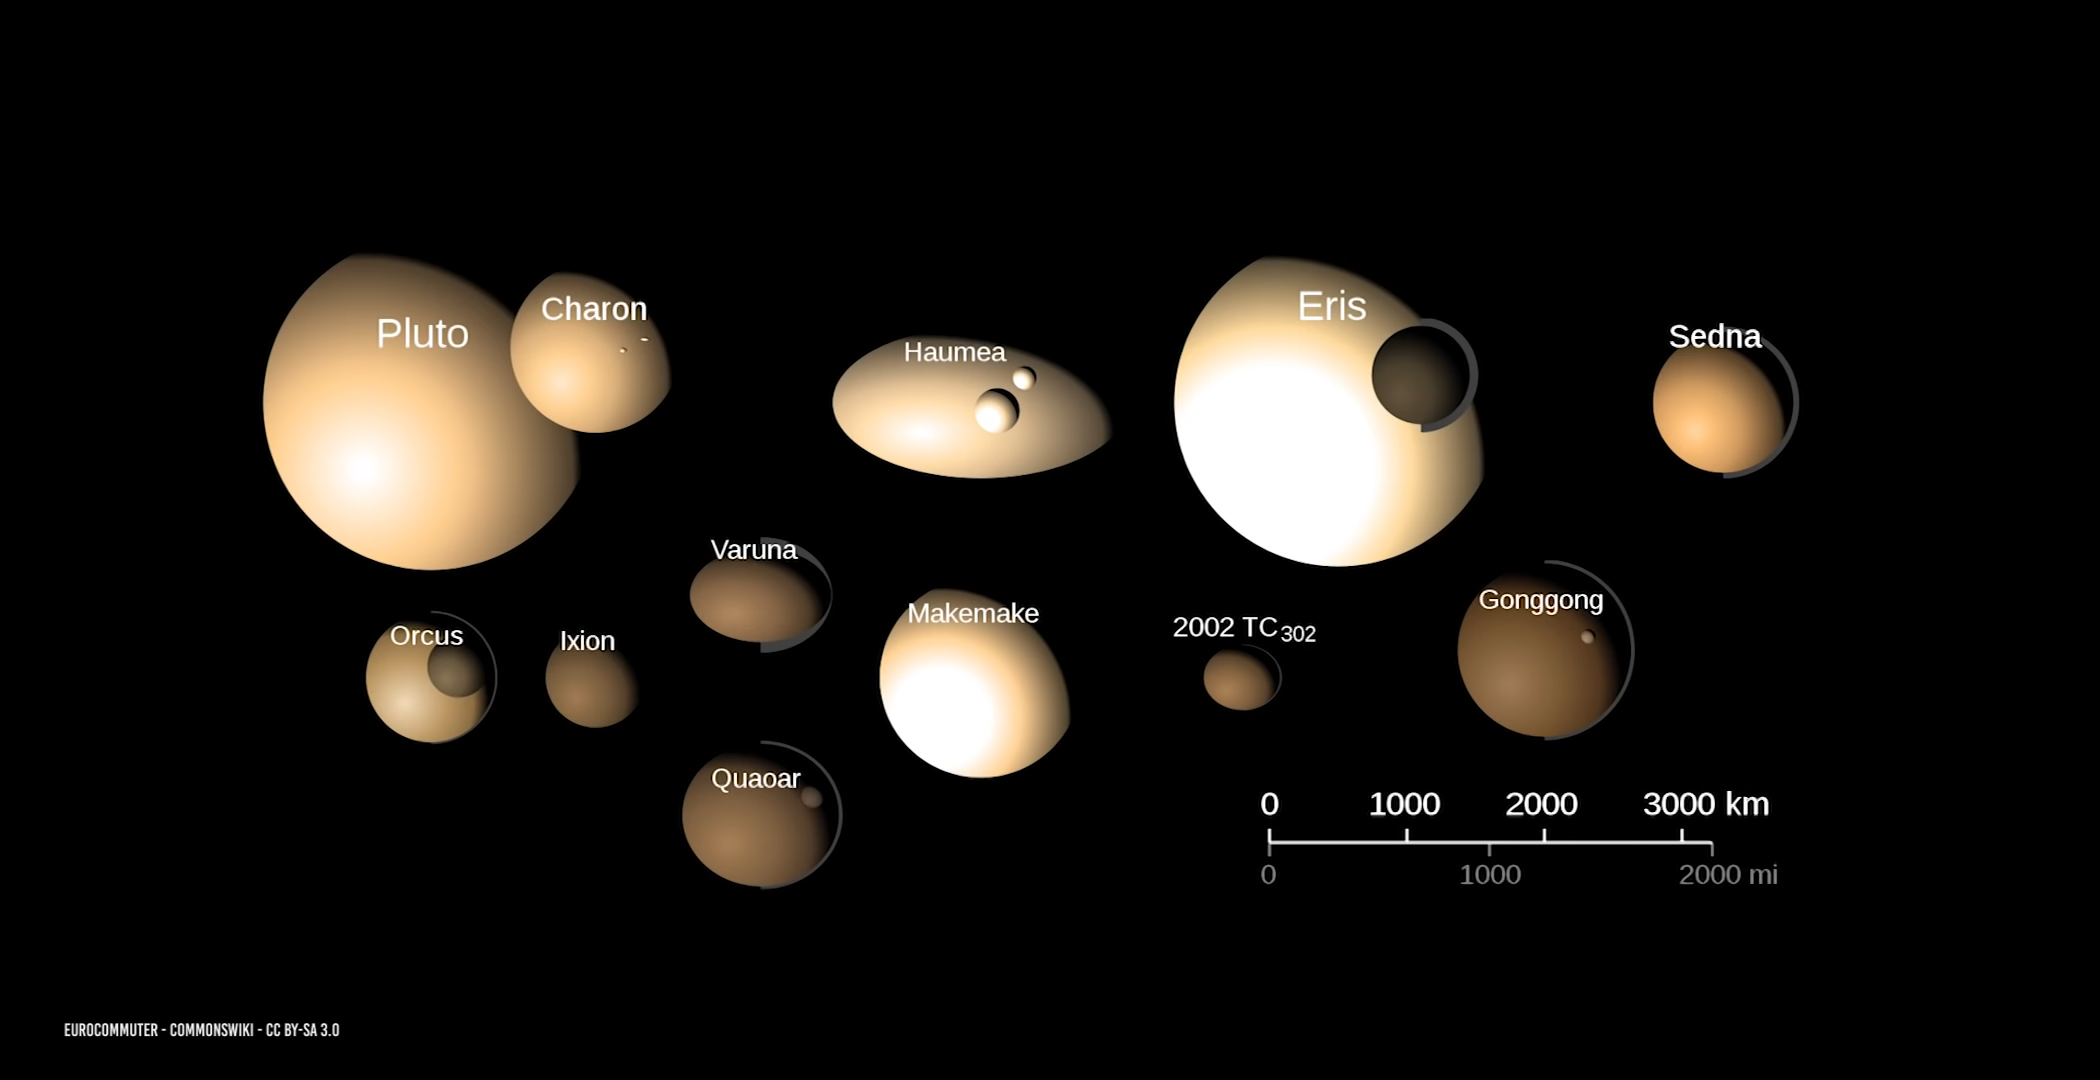 Pluto
Charon
Haumea
Eris
Sedna
Varuna
Orcus
Ixion
Makemake
2002 TC302
Gonggong
Quaoar
0 1000 2000 3000 km
0 1000 2000 mi
EUROCOMMUTER - COMMONSWIKI - CC BY-SA 3.0